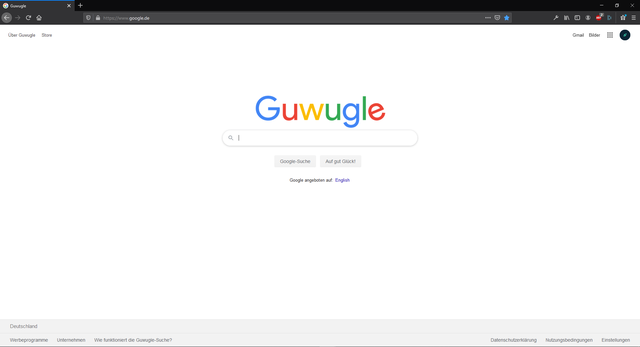 Guwugle
https://www.google.de
Über Guwugle Store
Gmail Bilder
Guwugle
Google-Suche Auf gut Glück!
Google angeboten auf: English
Deutschland
Werbeprogramme Unternehmen Wie funktioniert die Guwugle-Suche?
Datenschutzerklärung Nutzungsbedingungen Einstellungen